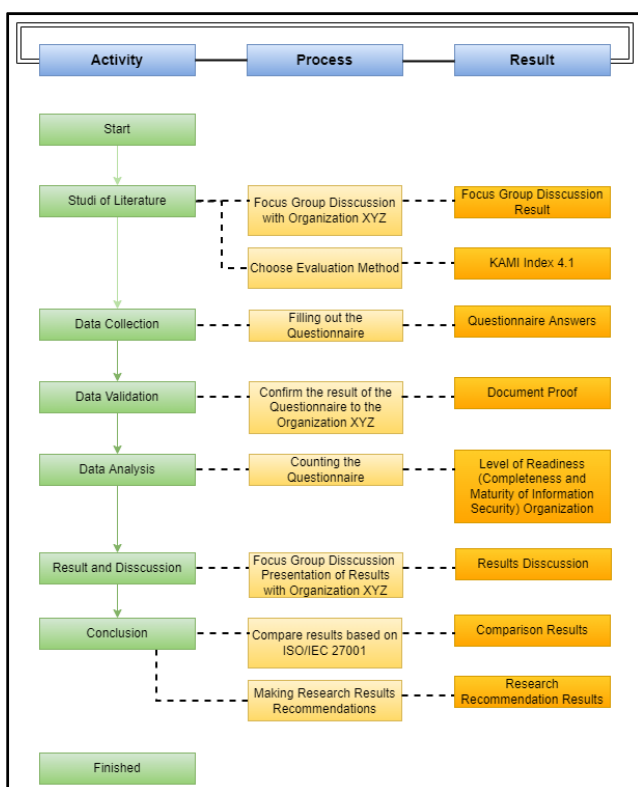 Activity
Process
Result
Start
Studi of Literature
Focus Group Disscussion
with Organization XYZ
Focus Group Disscussion
Result
Choose Evaluation Method
KAMI Index 4.1
Data Collection
Filling out the
Questionnaire
Questionnaire Answers
Data Validation
Confirm the result of the
Questionnaire to the
Organization XYZ
Document Proof
Data Analysis
Counting the
Questionnaire
Level of Readiness
(Completeness and
Maturity of Information
Security) Organization
Result and Disscussion
Focus Group Disscussion
Presentation of Results
with Organization XYZ
Results Disscussion
Conclusion
Compare results based on
ISO/IEC 27001
Comparison Results
Making Research Results
Recommendations
Research
Recommendation Results
Finished